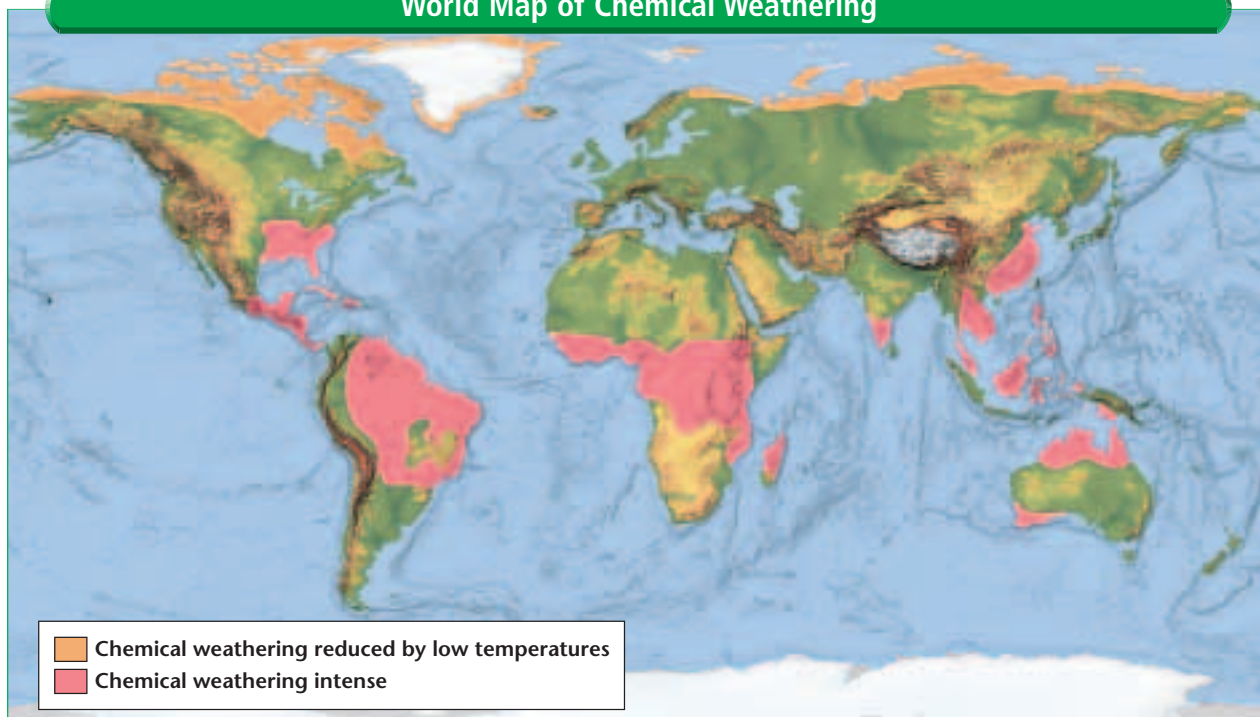 World Map of Chemical Weathering
Chemical weathering reduced by low temperatures
Chemical weathering intense